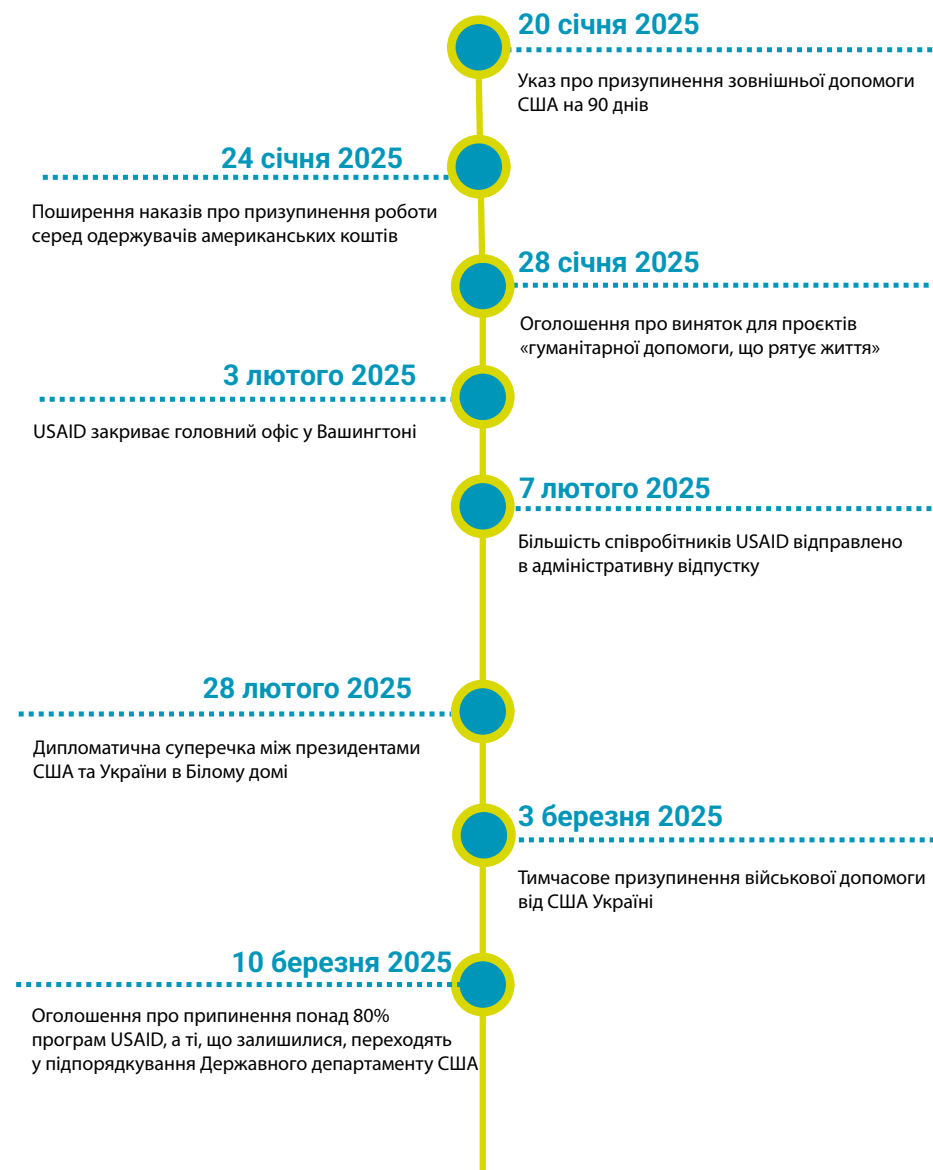 20 січня 2025
Указ про призупинення зовнішньої допомоги
США на 90 днів
24 січня 2025
Поширення наказів про призупинення роботи
серед одержувачів американських коштів
28 січня 2025
Оголошення про виняток для проєктів
«гуманітарної допомоги, що рятує життя»
3 лютого 2025
USAID закриває головний офіс у Вашингтоні
7 лютого 2025
Більшість співробітників USAID відправлено
в адміністративну відпустку
28 лютого 2025
Дипломатична суперечка між президентами
США та України в Білому домі
3 березня 2025
Тимчасове призупинення військової допомоги
від США Україні
10 березня 2025
Оголошення про припинення понад 80%
програм USAID, а ті, що залишилися, переходять
у підпорядкування Державного департаменту США